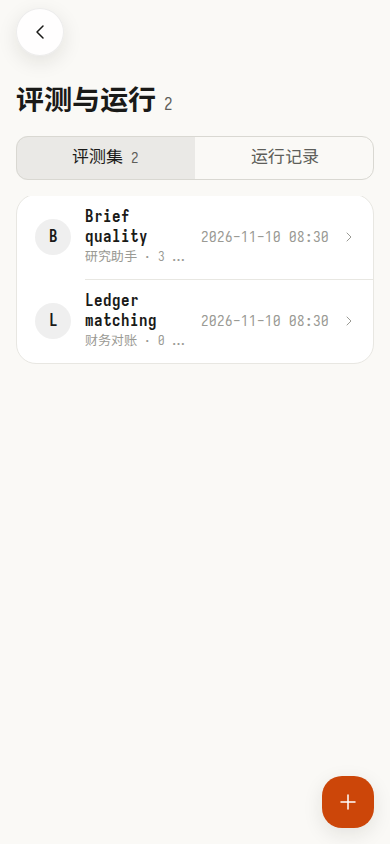 评测与运行 2
评测集 2
运行记录
B
Brief
quality
研究助手 · 3 ...
2026-11-10 08:30
L
Ledger
matching
财务对账 · 0 ...
2026-11-10 08:30